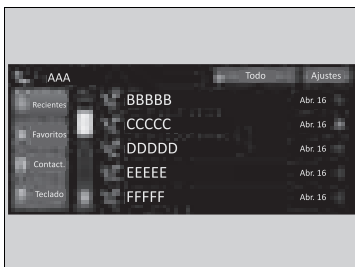 AAA Todo Ajustes
Recientes BBBBB Abr. 16
Favoritos CCCCC Abr. 16
DDDDD Abr. 16
Contact. EEEEE Abr. 16
Teclado FFFFF Abr. 16